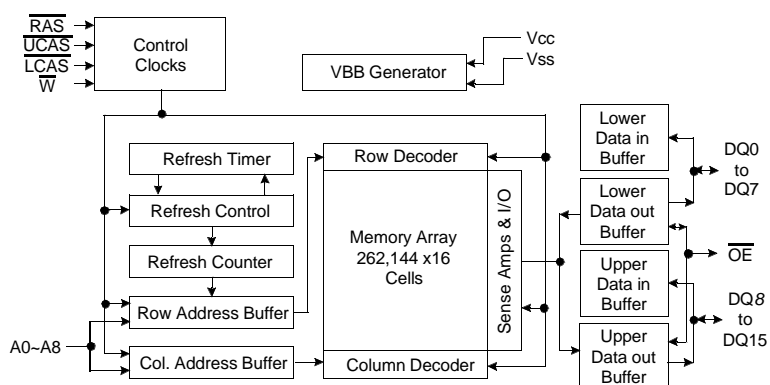 RAS
UCAS
LCAS
W
Control
Clocks
VBB Generator
Vcc
Vss
Refresh Timer
Refresh Control
Refresh Counter
Row Address Buffer
Col. Address Buffer
A0~A8
Row Decoder
Memory Array
262,144 x16
Cells
Column Decoder
Sense Amps & I/O
Lower
Data in
Buffer
Lower
Data out
Buffer
Upper
Data in
Buffer
Upper
Data out
Buffer
DQ0
to
DQ7
OE
DQ8
to
DQ15